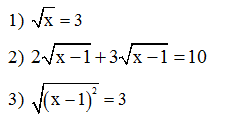 1) √x = 3
2) 2√x−1 + 3√x−1 = 10
3) √(x−1)² = 3